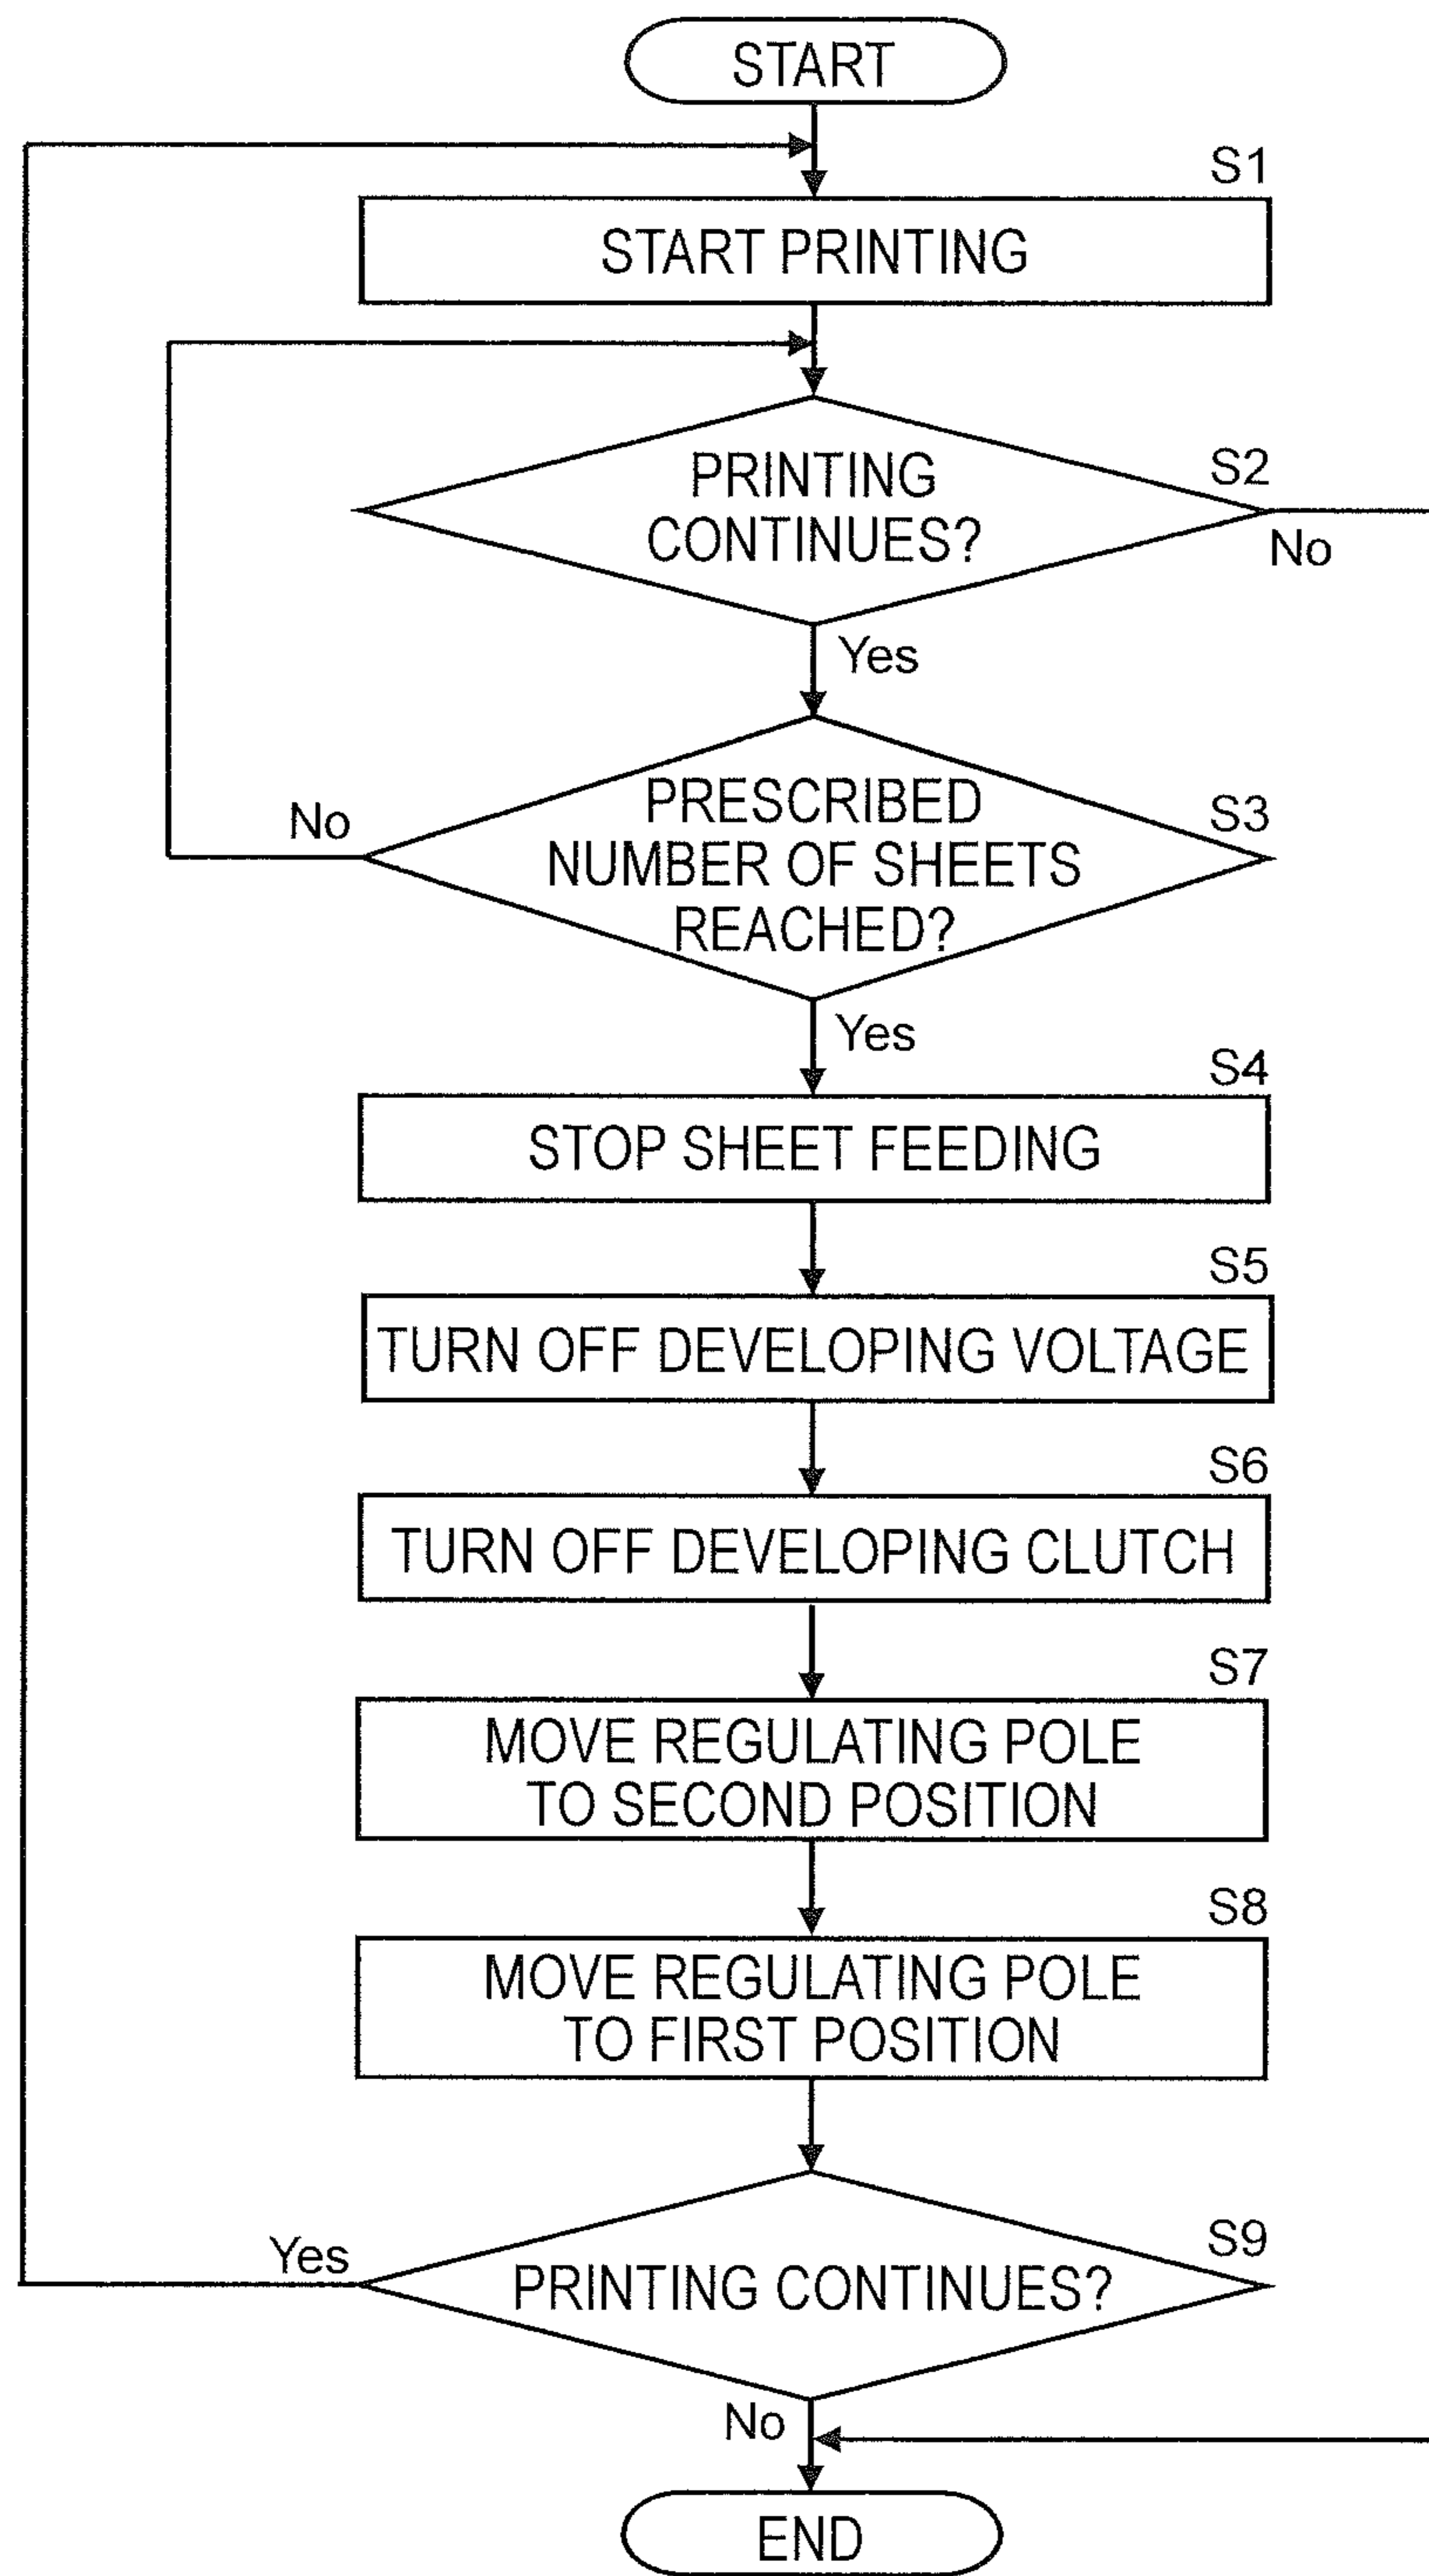 START
S1
START PRINTING
S2
PRINTING
CONTINUES?
No
Yes
S3
PRESCRIBED
NUMBER OF SHEETS
REACHED?
No
Yes
S4
STOP SHEET FEEDING
S5
TURN OFF DEVELOPING VOLTAGE
S6
TURN OFF DEVELOPING CLUTCH
S7
MOVE REGULATING POLE
TO SECOND POSITION
S8
MOVE REGULATING POLE
TO FIRST POSITION
S9
Yes
PRINTING CONTINUES?
No
END